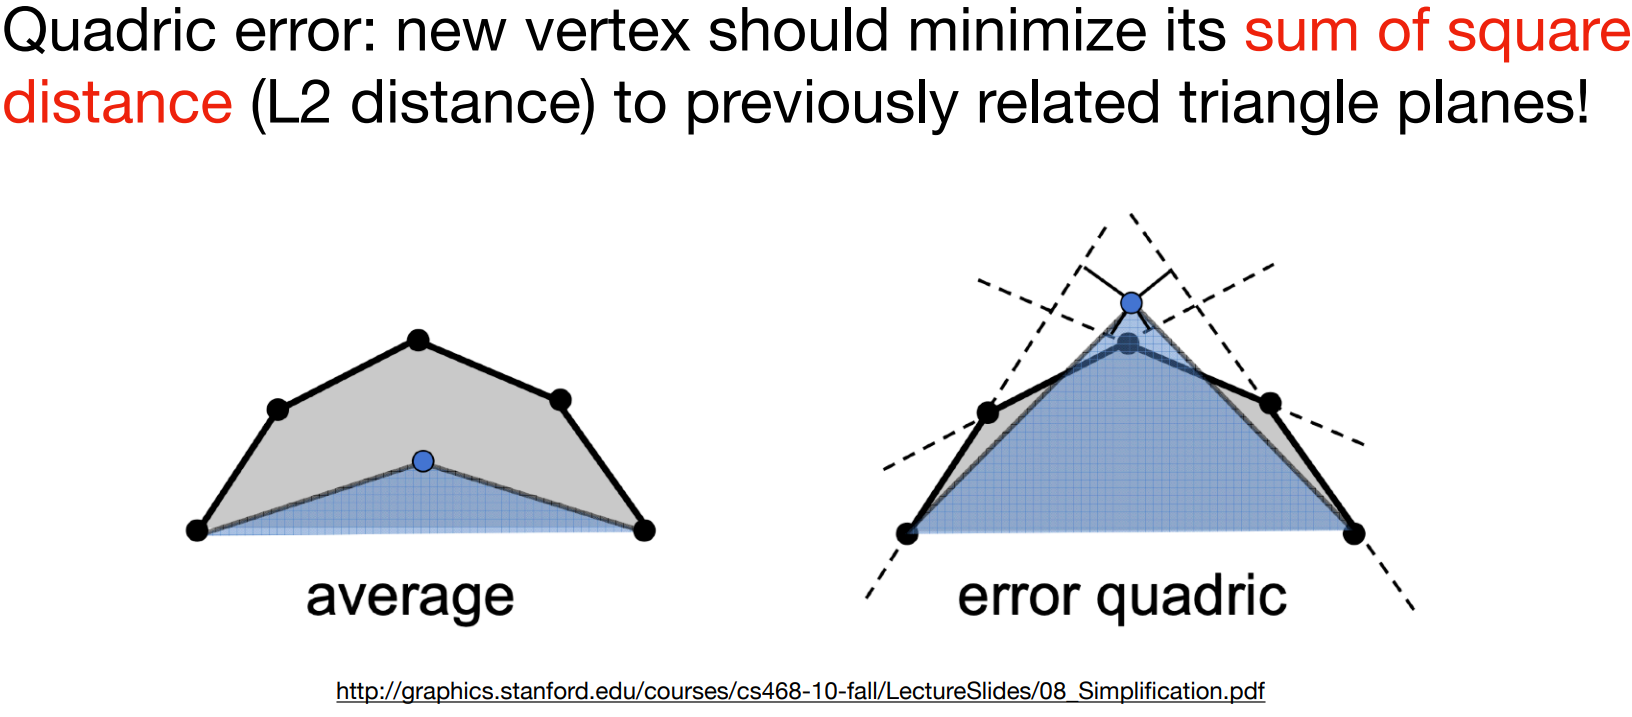 Quadric error: new vertex should minimize its sum of square
distance (L2 distance) to previously related triangle planes!
average
error quadric
http://graphics.stanford.edu/courses/cs468-10-fall/LectureSlides/08_Simplification.pdf